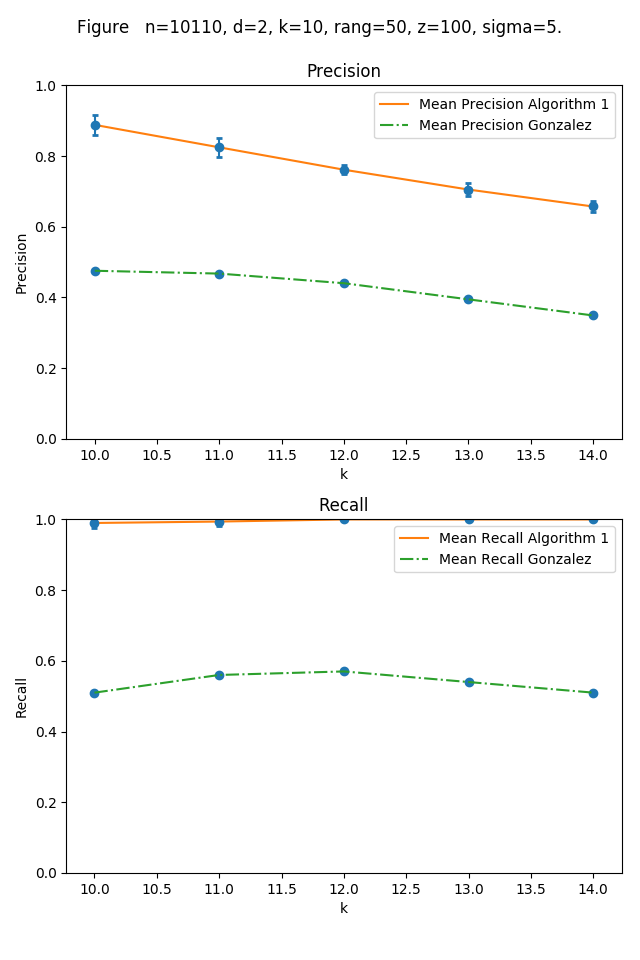 Figure   n=10110, d=2, k=10, rang=50, z=100, sigma=5.
Precision
1.0
Mean Precision Algorithm 1
Mean Precision Gonzalez
0.8
0.6
Precision
0.4
0.2
0.0
10.0 10.5 11.0 11.5 12.0 12.5 13.0 13.5 14.0
k
Recall
1.0
Mean Recall Algorithm 1
Mean Recall Gonzalez
0.8
0.6
Recall
0.4
0.2
0.0
10.0 10.5 11.0 11.5 12.0 12.5 13.0 13.5 14.0
k